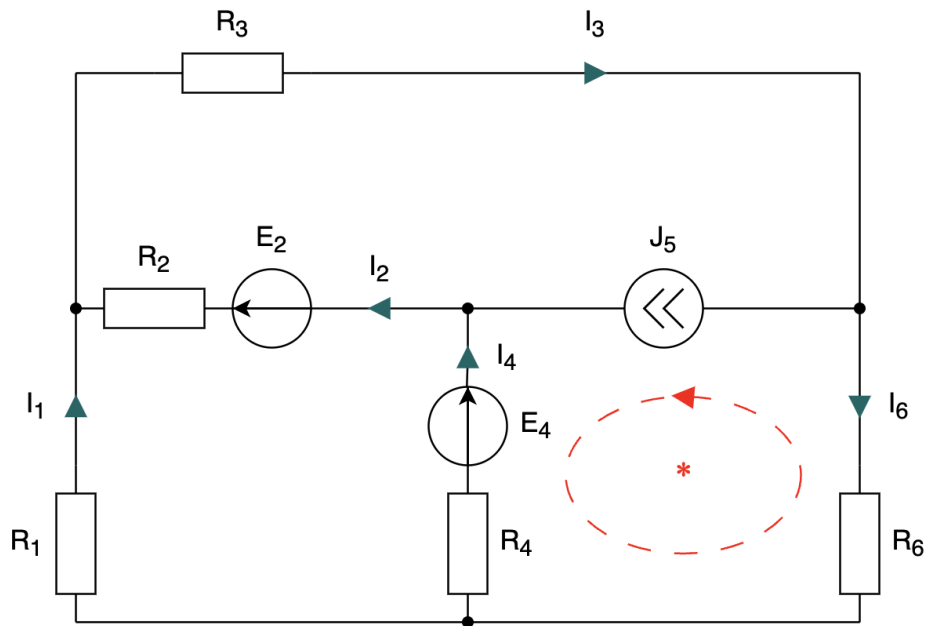 R₃
I₃
R₂
E₂
I₂
J₅
I₁
I₄
E₄
*
I₆
R₁
R₄
R₆